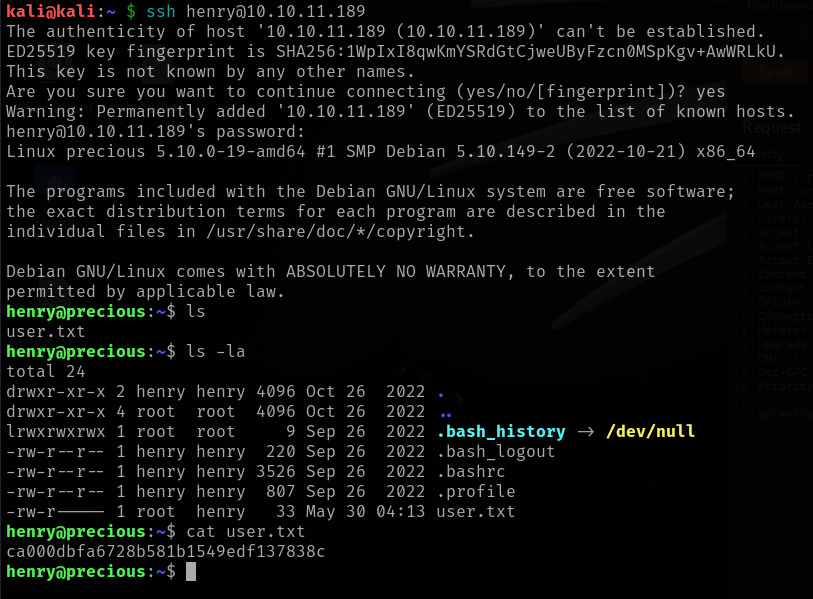 kali@kali:~ $ ssh henry@10.10.11.189
The authenticity of host '10.10.11.189 (10.10.11.189)' can't be established.
ED25519 key fingerprint is SHA256:1WpIxI8qwKmYSRdGtCjweUByFzcn0MSpKgv+AwWRLkU.
This key is not known by any other names.
Are you sure you want to continue connecting (yes/no/[fingerprint])? yes
Warning: Permanently added '10.10.11.189' (ED25519) to the list of known hosts.
henry@10.10.11.189's password:
Linux precious 5.10.0-19-amd64 #1 SMP Debian 5.10.149-2 (2022-10-21) x86_64

The programs included with the Debian GNU/Linux system are free software;
the exact distribution terms for each program are described in the
individual files in /usr/share/doc/*/copyright.

Debian GNU/Linux comes with ABSOLUTELY NO WARRANTY, to the extent
permitted by applicable law.
henry@precious:~$ ls
user.txt
henry@precious:~$ ls -la
total 24
drwxr-xr-x 2 henry henry 4096 Oct 26  2022 .
drwxr-xr-x 4 root  root  4096 Oct 26  2022 ..
lrwxrwxrwx 1 root  root     9 Sep 26  2022 .bash_history -> /dev/null
-rw-r--r-- 1 henry henry  220 Sep 26  2022 .bash_logout
-rw-r--r-- 1 henry henry 3526 Sep 26  2022 .bashrc
-rw-r--r-- 1 henry henry  807 Sep 26  2022 .profile
-rw-r----- 1 root  henry   33 May 30 04:13 user.txt
henry@precious:~$ cat user.txt
ca000dbfa6728b581b1549edf137838c
henry@precious:~$
Dashboard
Send
Request